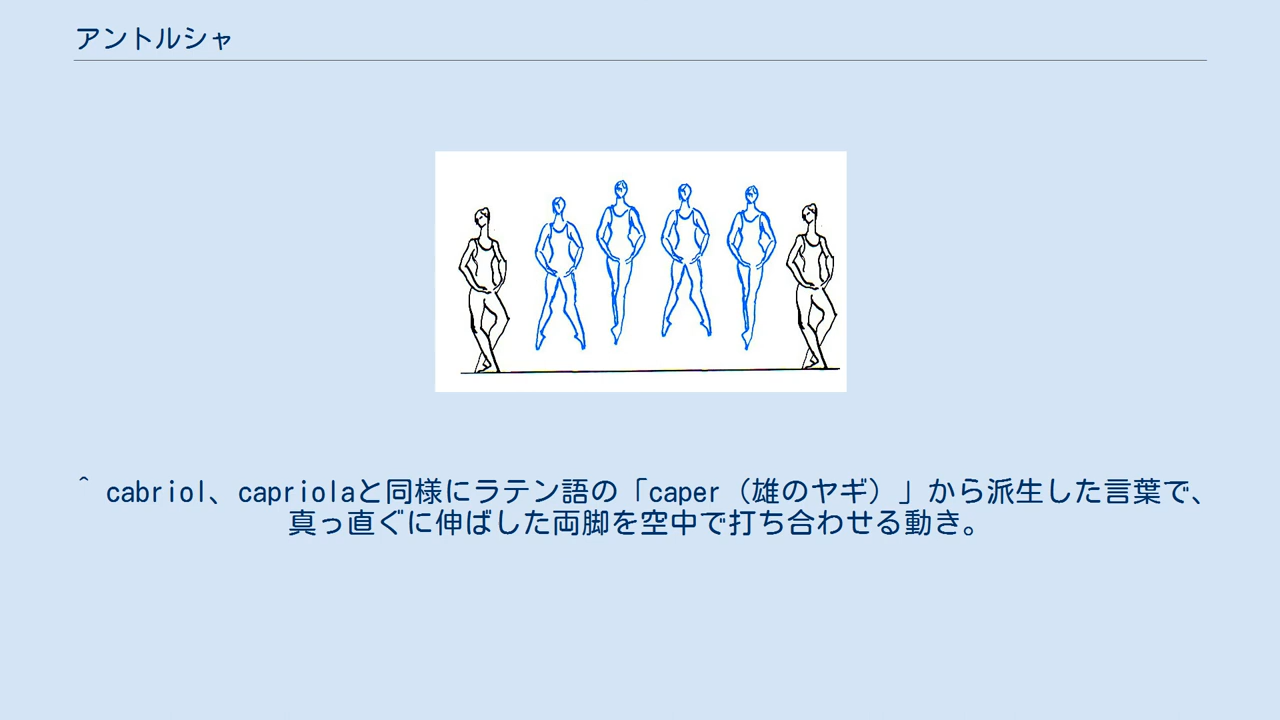 アントルシャ
^ cabriol、capriolaと同様にラテン語の「caper（雄のヤギ）」から派生した言葉で、
真っ直ぐに伸ばした両脚を空中で打ち合わせる動き。